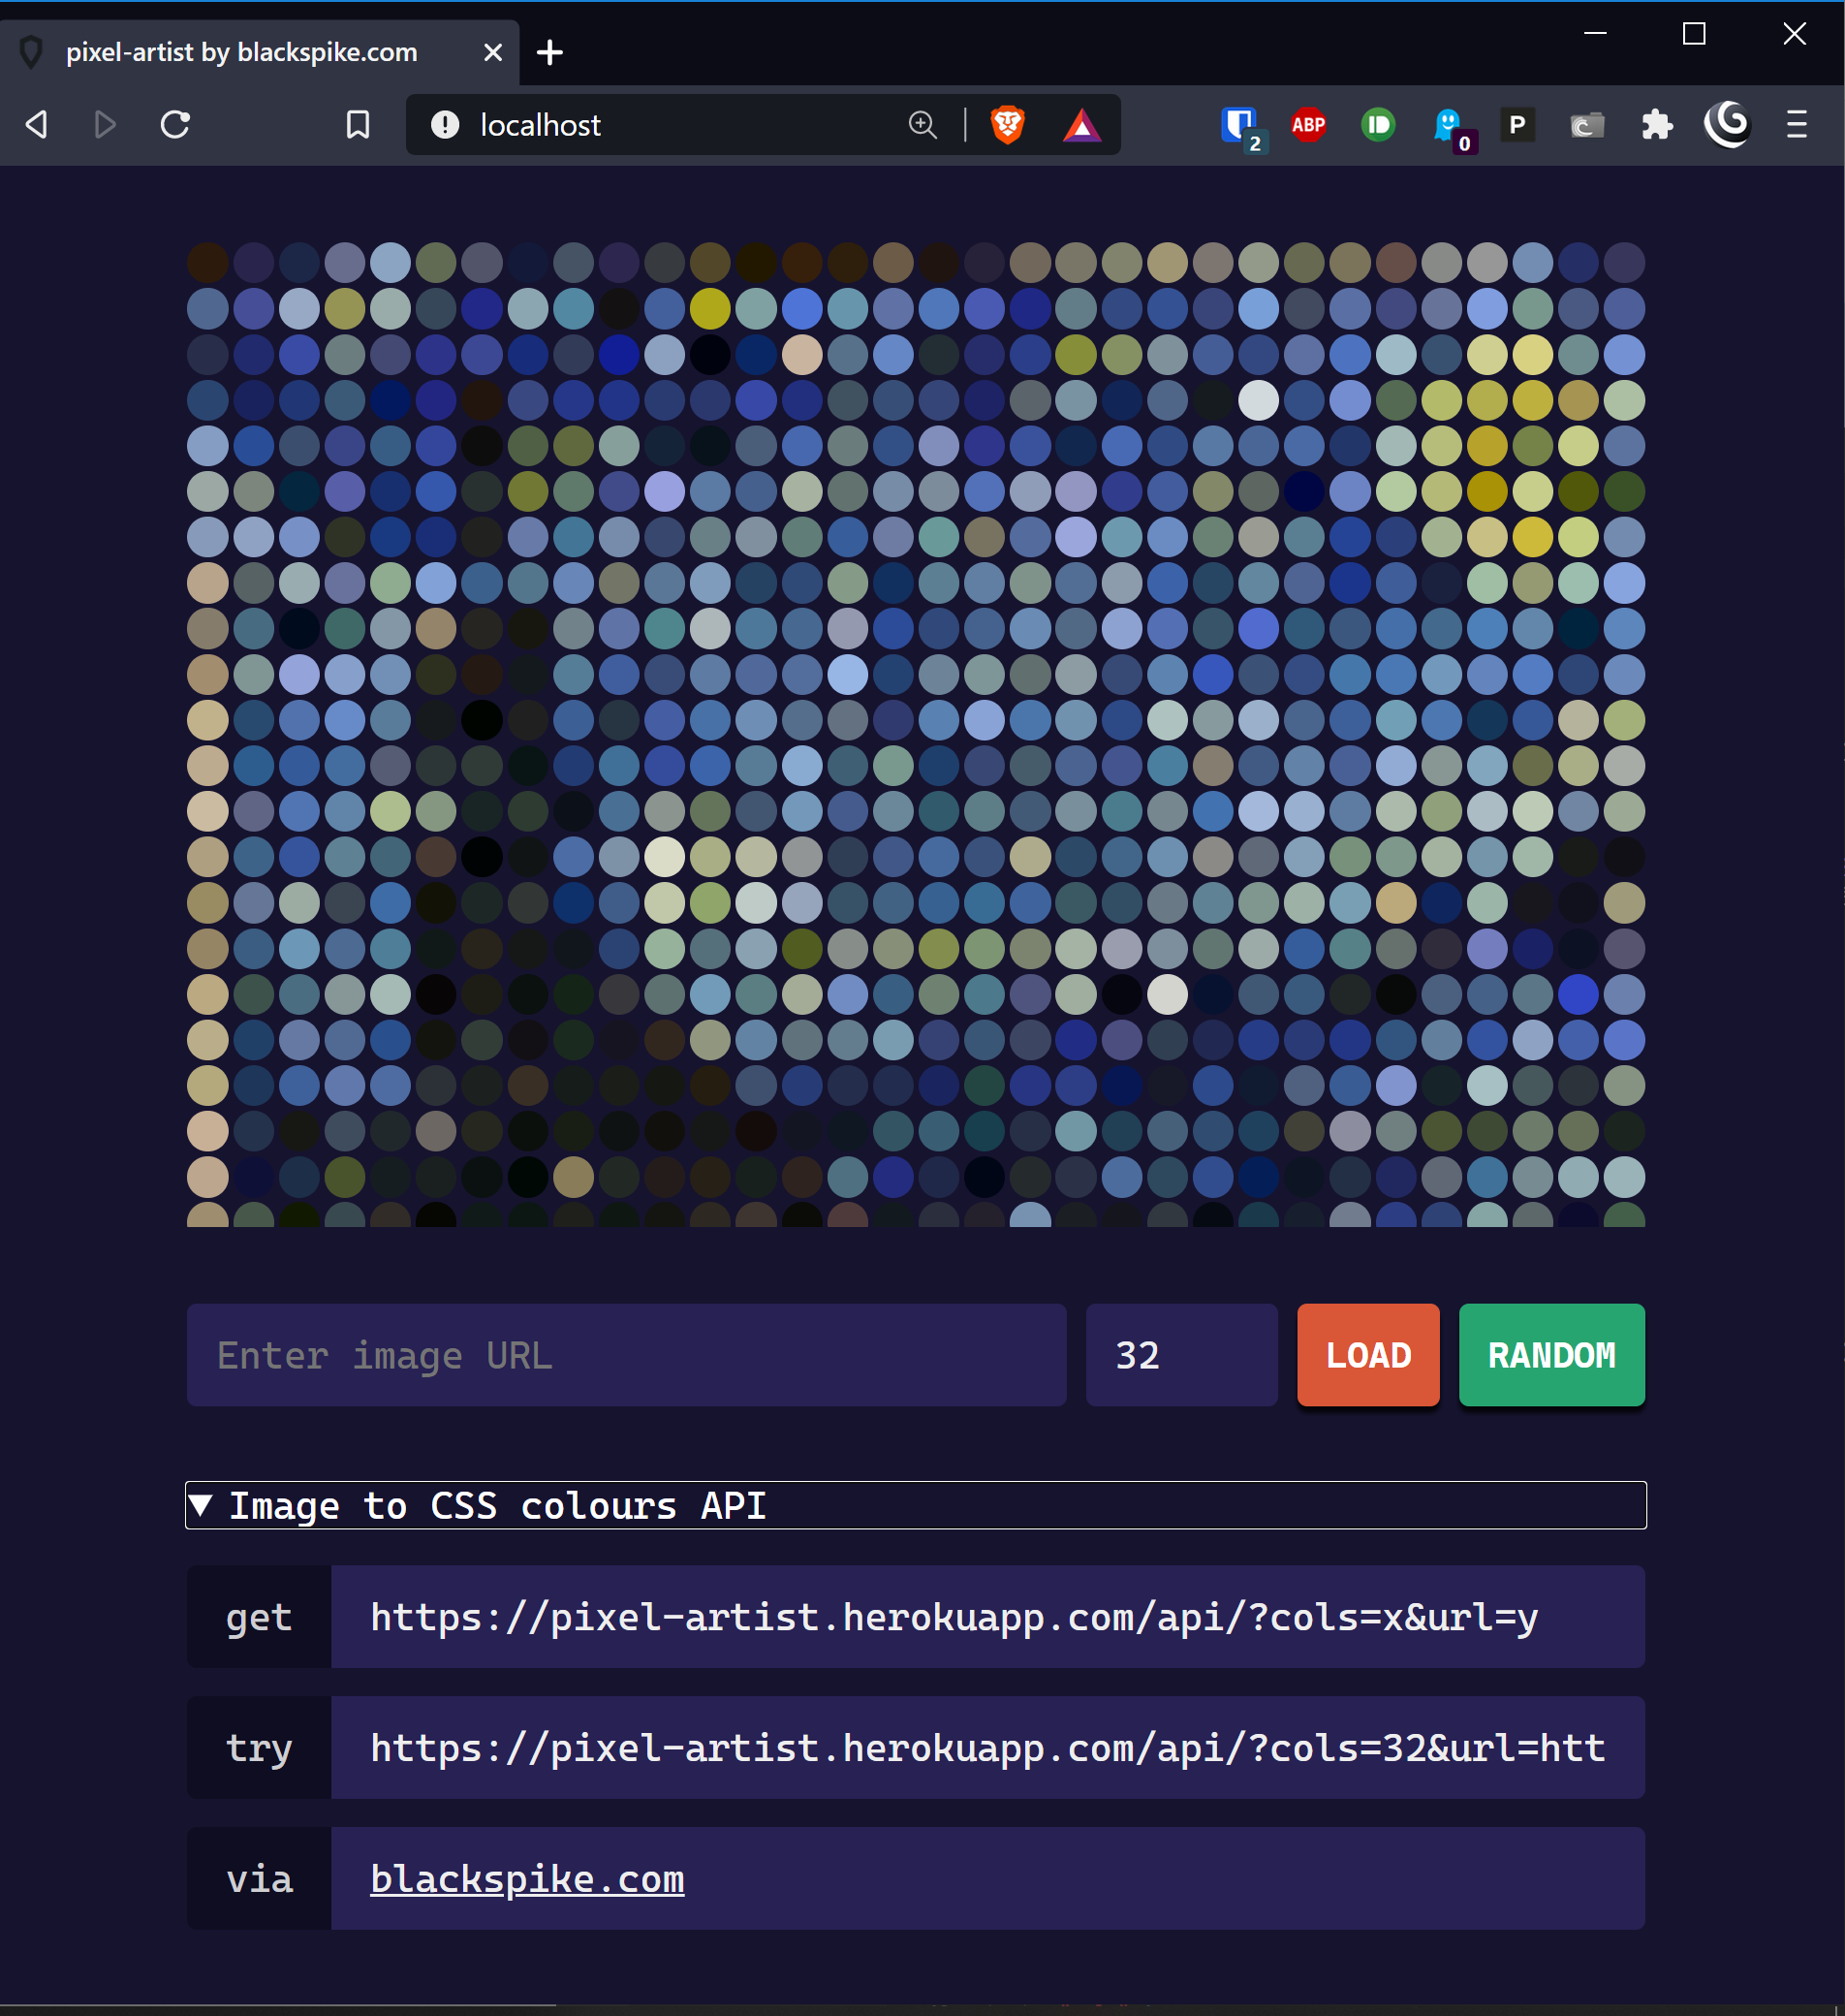 pixel-artist by blackspike.com
localhost
2
ABP
0
P
Enter image URL
32
LOAD
RANDOM
Image to CSS colours API
get
https://pixel-artist.herokuapp.com/api/?cols=x&url=y
try
https://pixel-artist.herokuapp.com/api/?cols=32&url=htt
via
blackspike.com